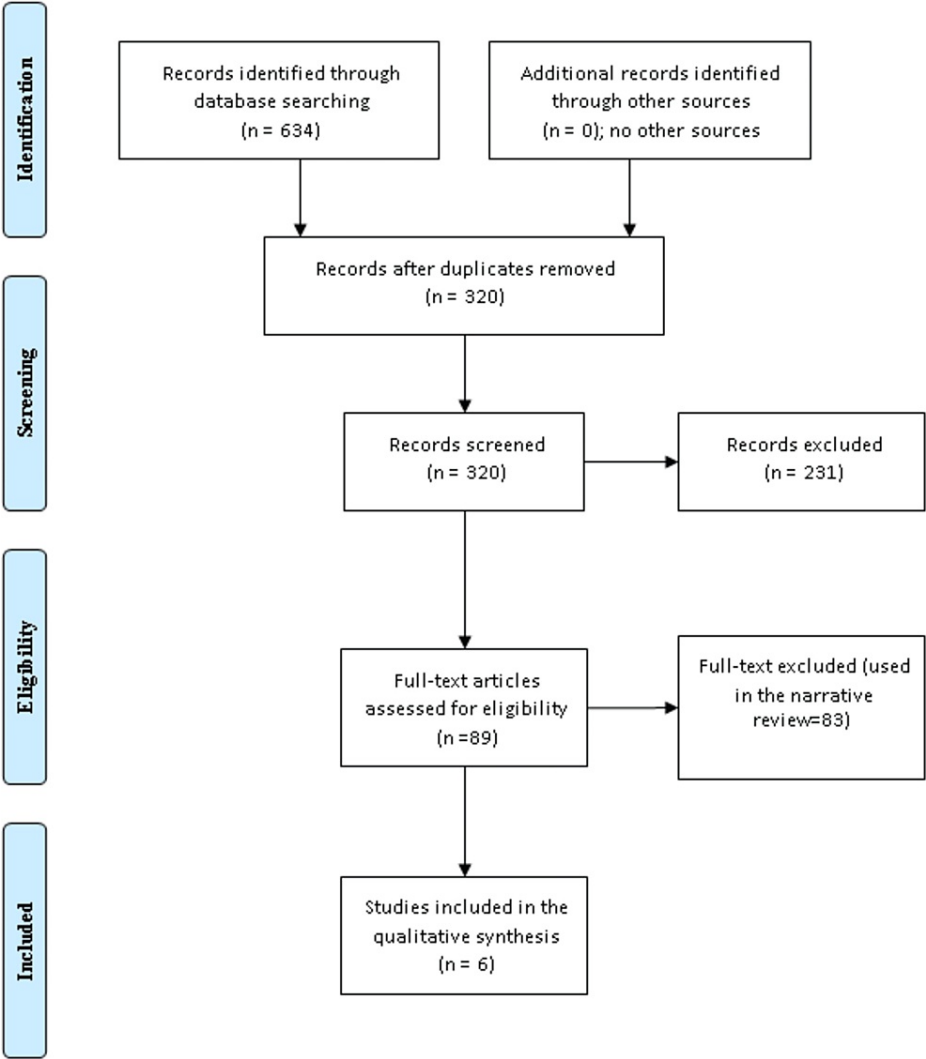 Identification
Records identified through
database searching
(n = 634)
Additional records identified
through other sources
(n = 0); no other sources
Records after duplicates removed
(n = 320)
Screening
Records screened
(n = 320)
Records excluded
(n = 231)
Eligibility
Full-text articles
assessed for eligibility
(n =89)
Full-text excluded (used
in the narrative
review=83)
Included
Studies included in the
qualitative synthesis
(n = 6)